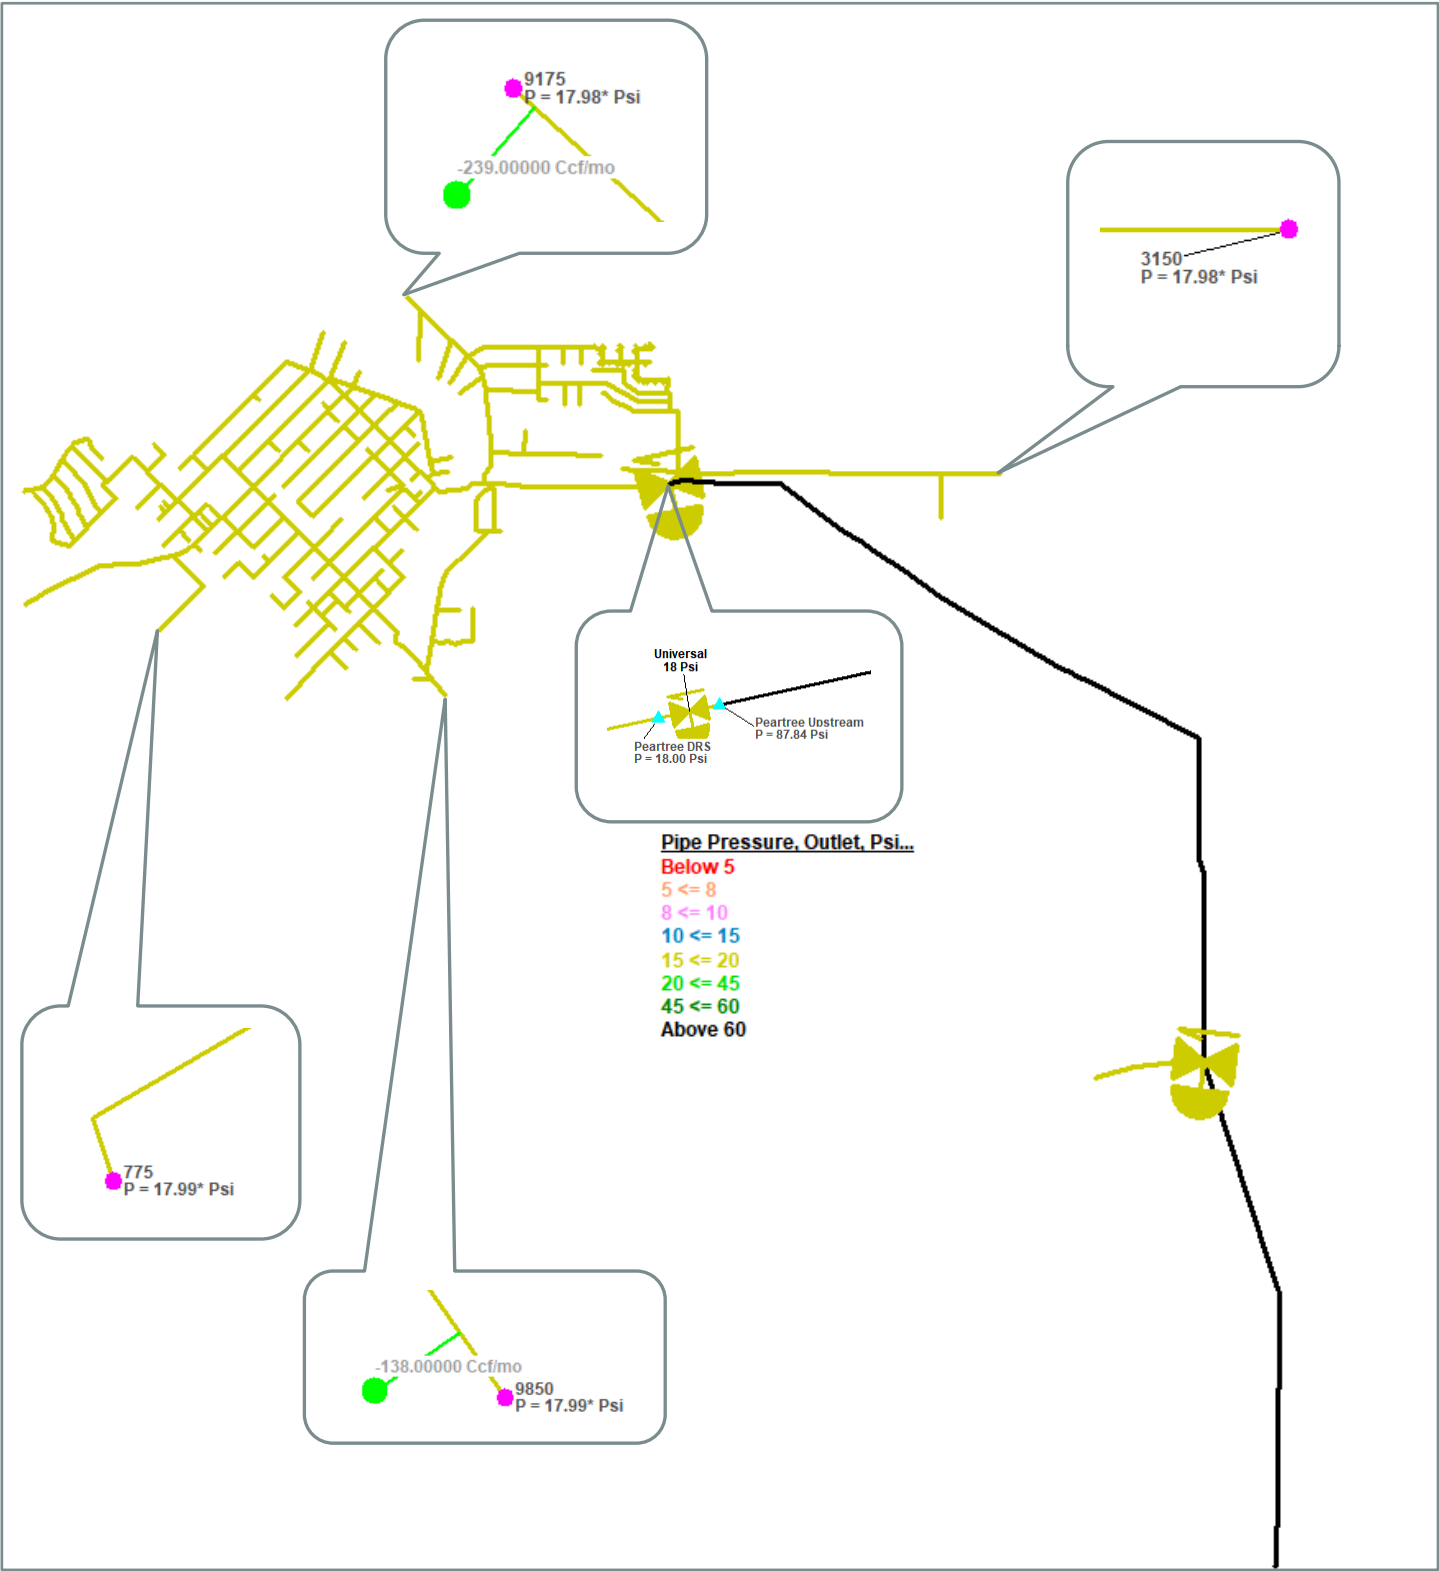 9175
P = 17.98* Psi
-239.00000 Ccf/mo
3150
P = 17.98* Psi
Universal
18 Psi
Peartree Upstream
P = 87.84 Psi
Peartree DRS
P = 18.00 Psi
Pipe Pressure, Outlet, Psi...
Below 5
5 <= 8
8 <= 10
10 <= 15
15 <= 20
20 <= 45
45 <= 60
Above 60
775
P = 17.99* Psi
-138.00000 Ccf/mo
9850
P = 17.99* Psi